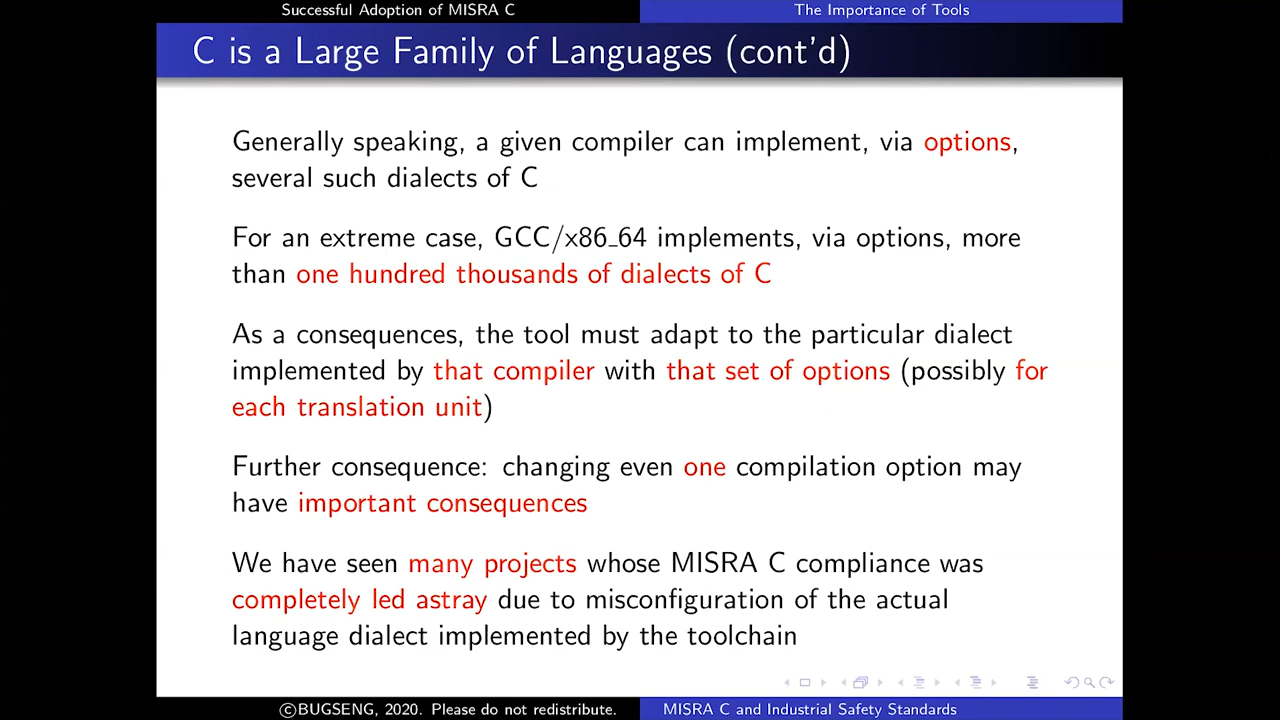 Successful Adoption of MISRA C
The Importance of Tools
C is a Large Family of Languages (cont'd)
Generally speaking, a given compiler can implement, via options,
several such dialects of C
For an extreme case, GCC/x86_64 implements, via options, more
than one hundred thousands of dialects of C
As a consequences, the tool must adapt to the particular dialect
implemented by that compiler with that set of options (possibly for
each translation unit)
Further consequence: changing even one compilation option may
have important consequences
We have seen many projects whose MISRA C compliance was
completely led astray due to misconfiguration of the actual
language dialect implemented by the toolchain
©BUGSENG, 2020. Please do not redistribute.
MISRA C and Industrial Safety Standards